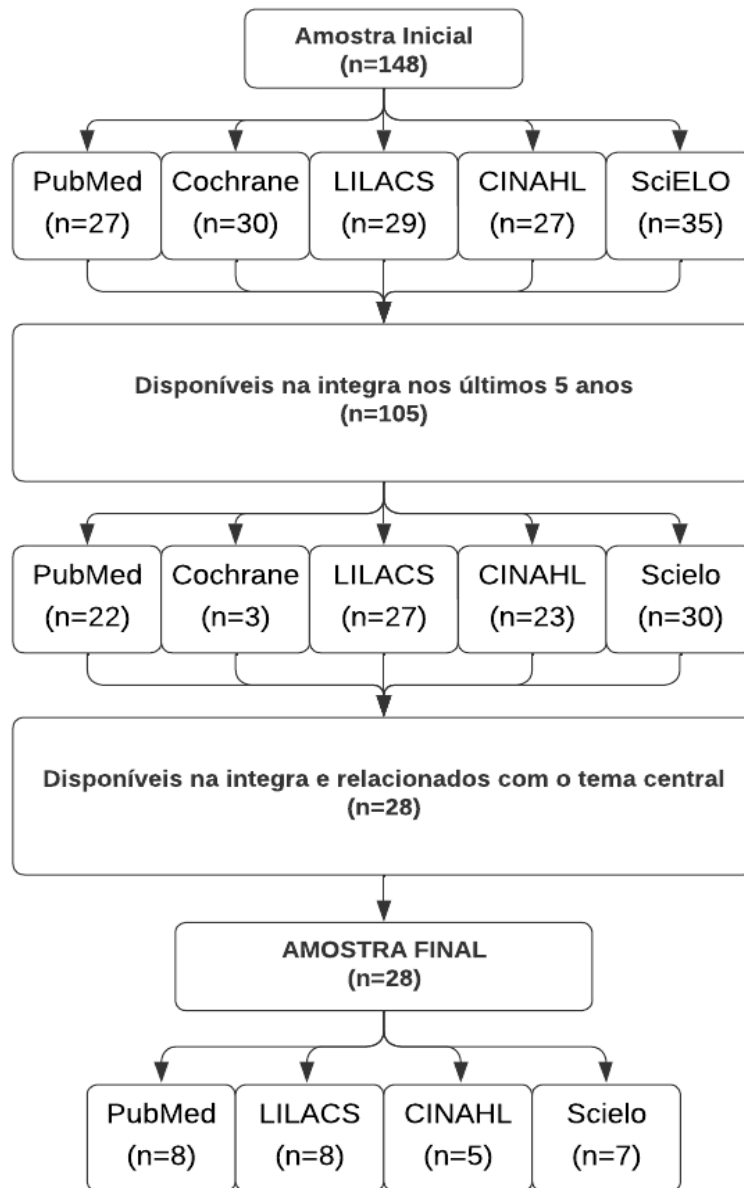 Amostra Inicial
(n=148)
PubMed
(n=27)
Cochrane
(n=30)
LILACS
(n=29)
CINAHL
(n=27)
SciELO
(n=35)
Disponíveis na integra nos últimos 5 anos
(n=105)
PubMed
(n=22)
Cochrane
(n=3)
LILACS
(n=27)
CINAHL
(n=23)
Scielo
(n=30)
Disponíveis na integra e relacionados com o tema central
(n=28)
AMOSTRA FINAL
(n=28)
PubMed
(n=8)
LILACS
(n=8)
CINAHL
(n=5)
Scielo
(n=7)